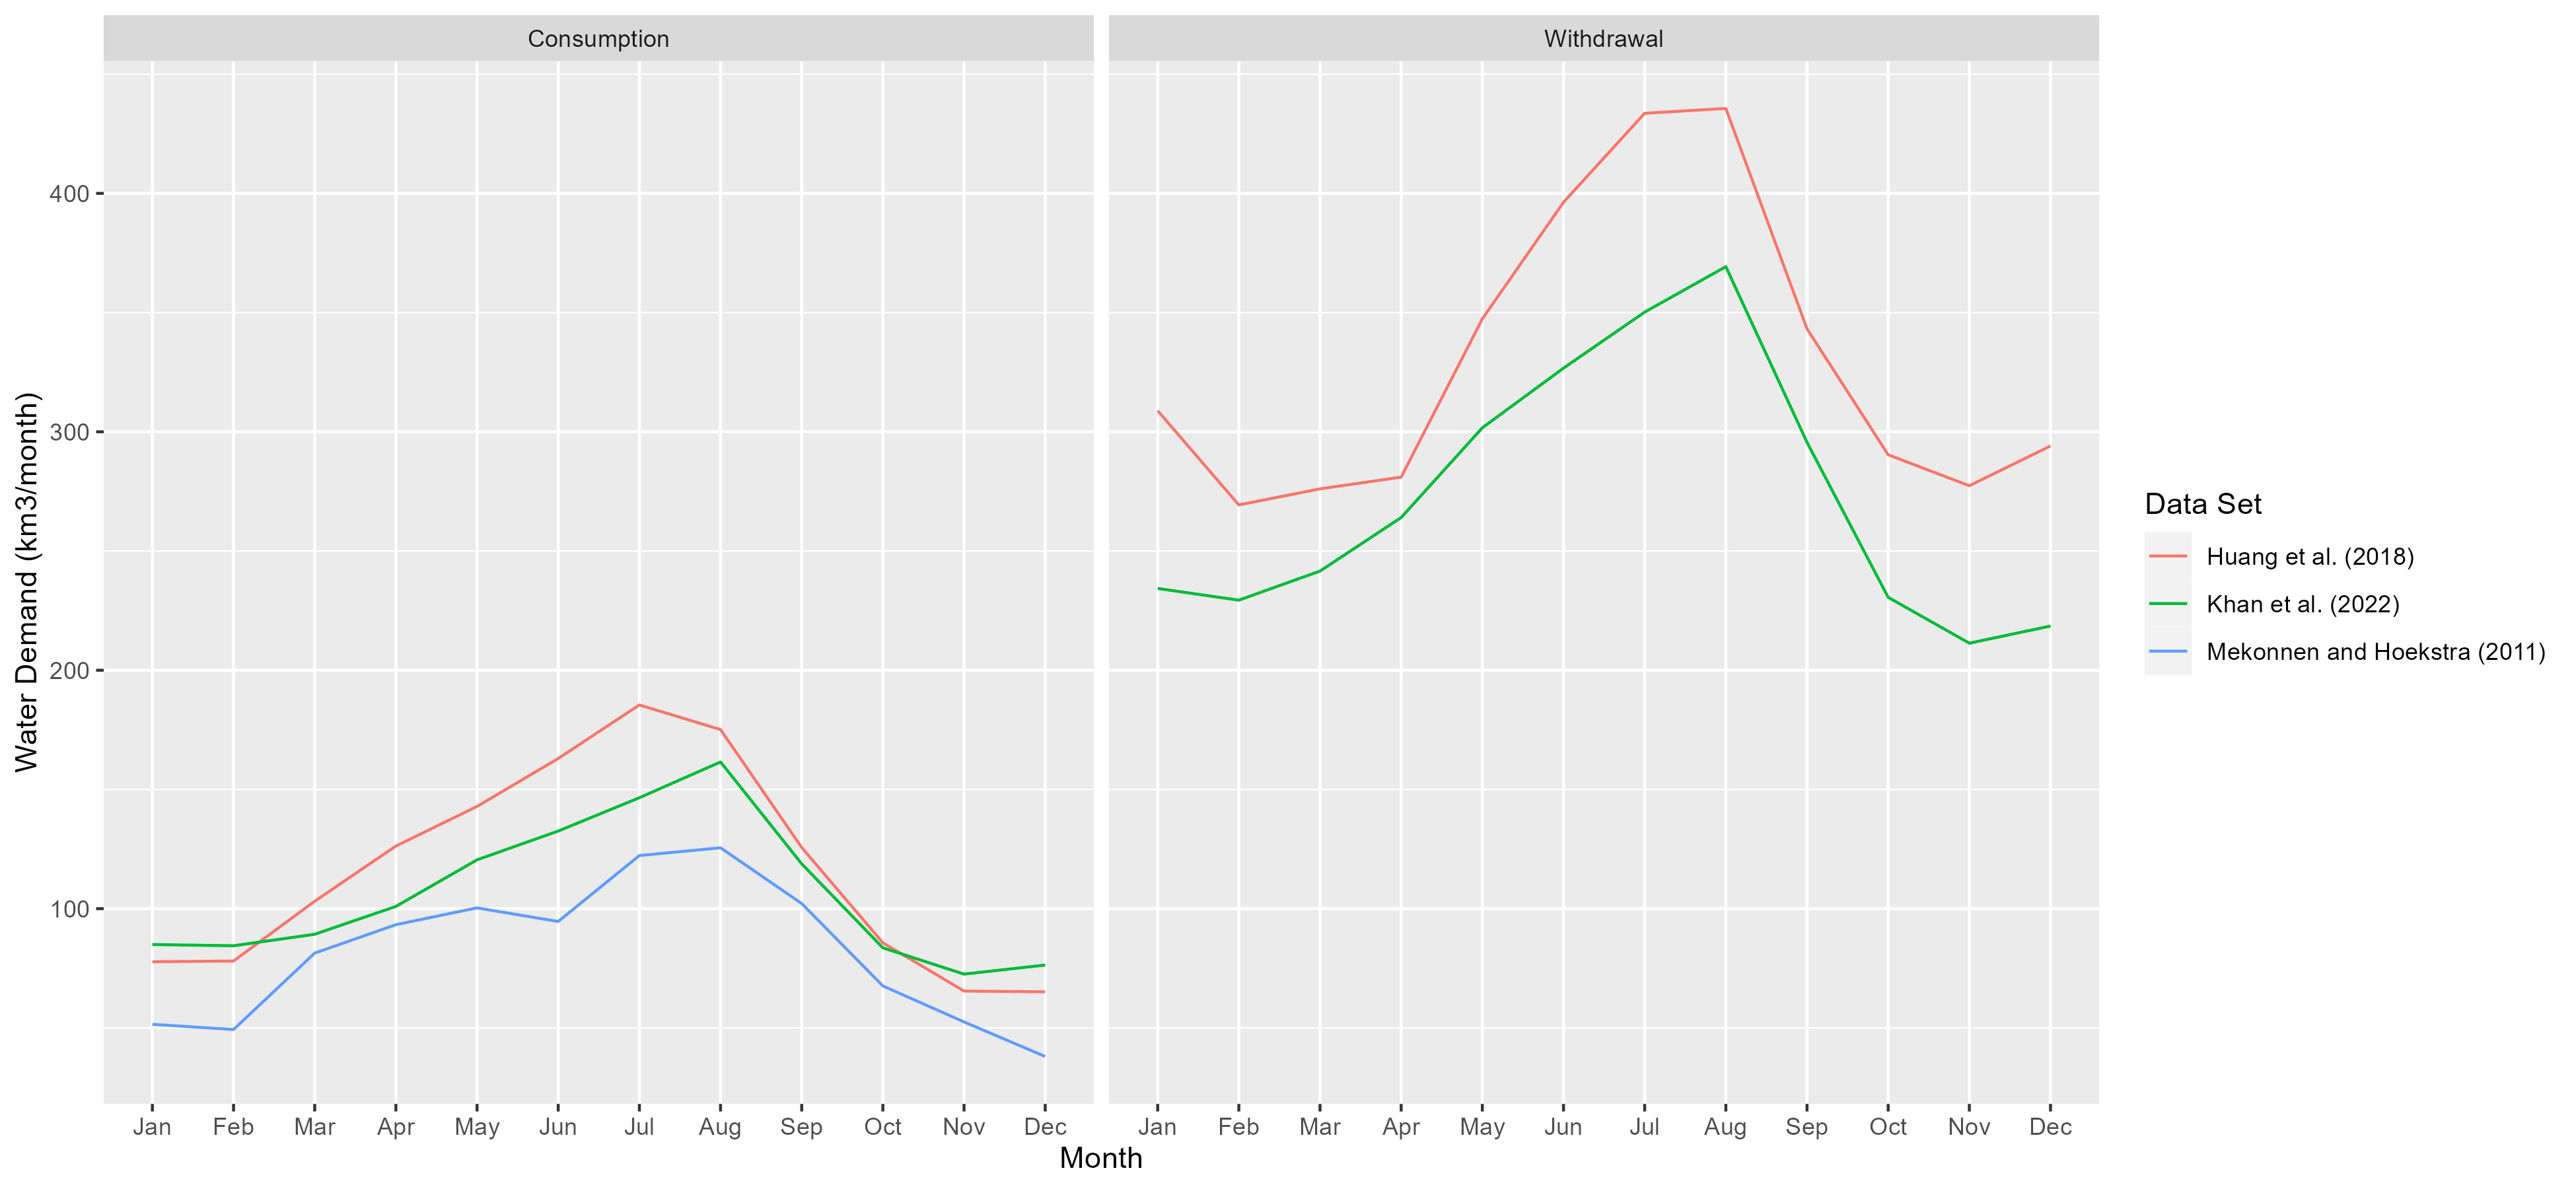 Consumption
Withdrawal
Water Demand (km3/month)
400
300
200
100
Jan Feb Mar Apr May Jun Jul Aug Sep Oct Nov Dec
Jan Feb Mar Apr May Jun Jul Aug Sep Oct Nov Dec
Month
Data Set
Huang et al. (2018)
Khan et al. (2022)
Mekonnen and Hoekstra (2011)